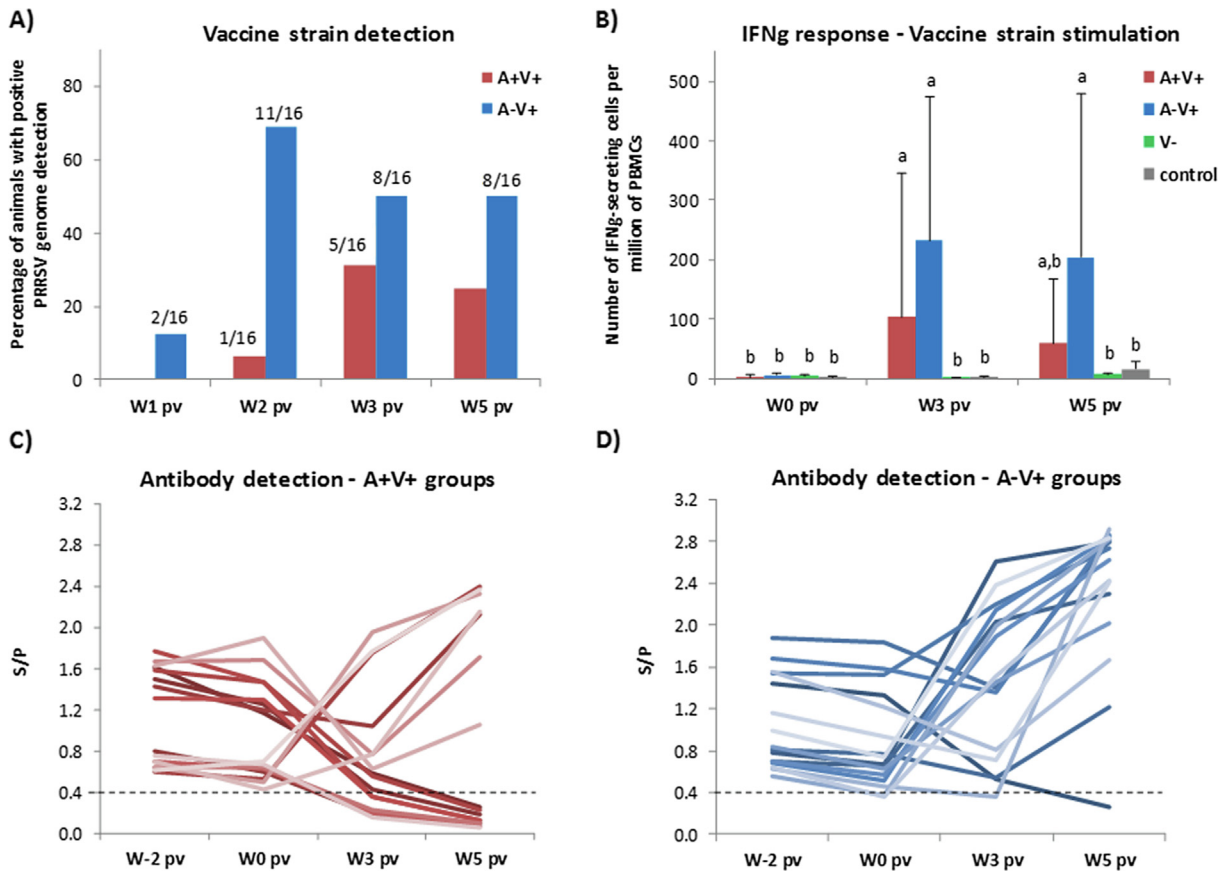 A)
Vaccine strain detection
Percentage of animals with positive
PRRSV genome detection
80
60
40
20
0
A+V+
A-V+
2/16
1/16
11/16
5/16
8/16
8/16
W1 pv
W2 pv
W3 pv
W5 pv
B)
IFNg response - Vaccine strain stimulation
Number of IFNg-secreting cells per
million of PBMCs
500
400
300
200
100
0
A+V+
A-V+
V-
control
b
b
b
b
a
a
b
b
a,b
a
b
b
W0 pv
W3 pv
W5 pv
C)
Antibody detection - A+V+ groups
S/P
3.2
2.8
2.4
2.0
1.6
1.2
0.8
0.4
0.0
W-2 pv
W0 pv
W3 pv
W5 pv
D)
Antibody detection - A-V+ groups
S/P
3.2
2.8
2.4
2.0
1.6
1.2
0.8
0.4
0.0
W-2 pv
W0 pv
W3 pv
W5 pv